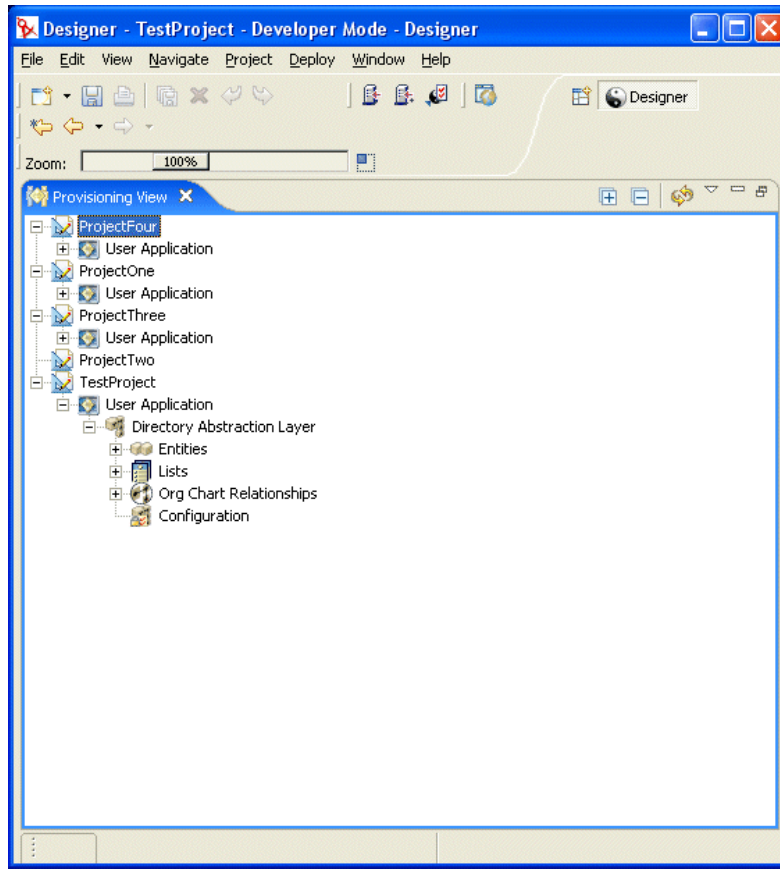 Designer - TestProject - Developer Mode - Designer
File Edit View Navigate Project Deploy Window Help
Designer
Zoom: 100%
Provisioning View
ProjectFour
User Application
ProjectOne
User Application
ProjectThree
User Application
ProjectTwo
TestProject
User Application
Directory Abstraction Layer
Entities
Lists
Org Chart Relationships
Configuration